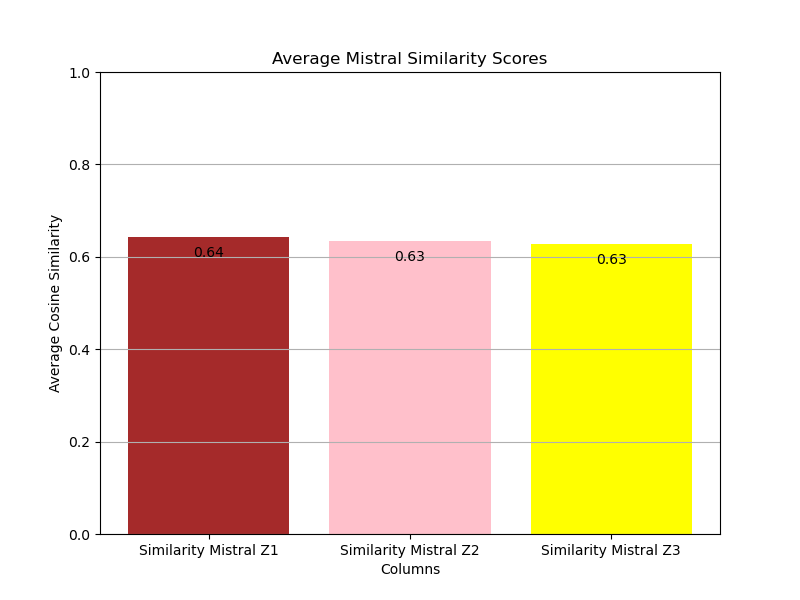 Average Mistral Similarity Scores
Average Cosine Similarity
1.0
0.8
0.6
0.4
0.2
0.0
0.64
0.63
0.63
Similarity Mistral Z1
Similarity Mistral Z2
Similarity Mistral Z3
Columns